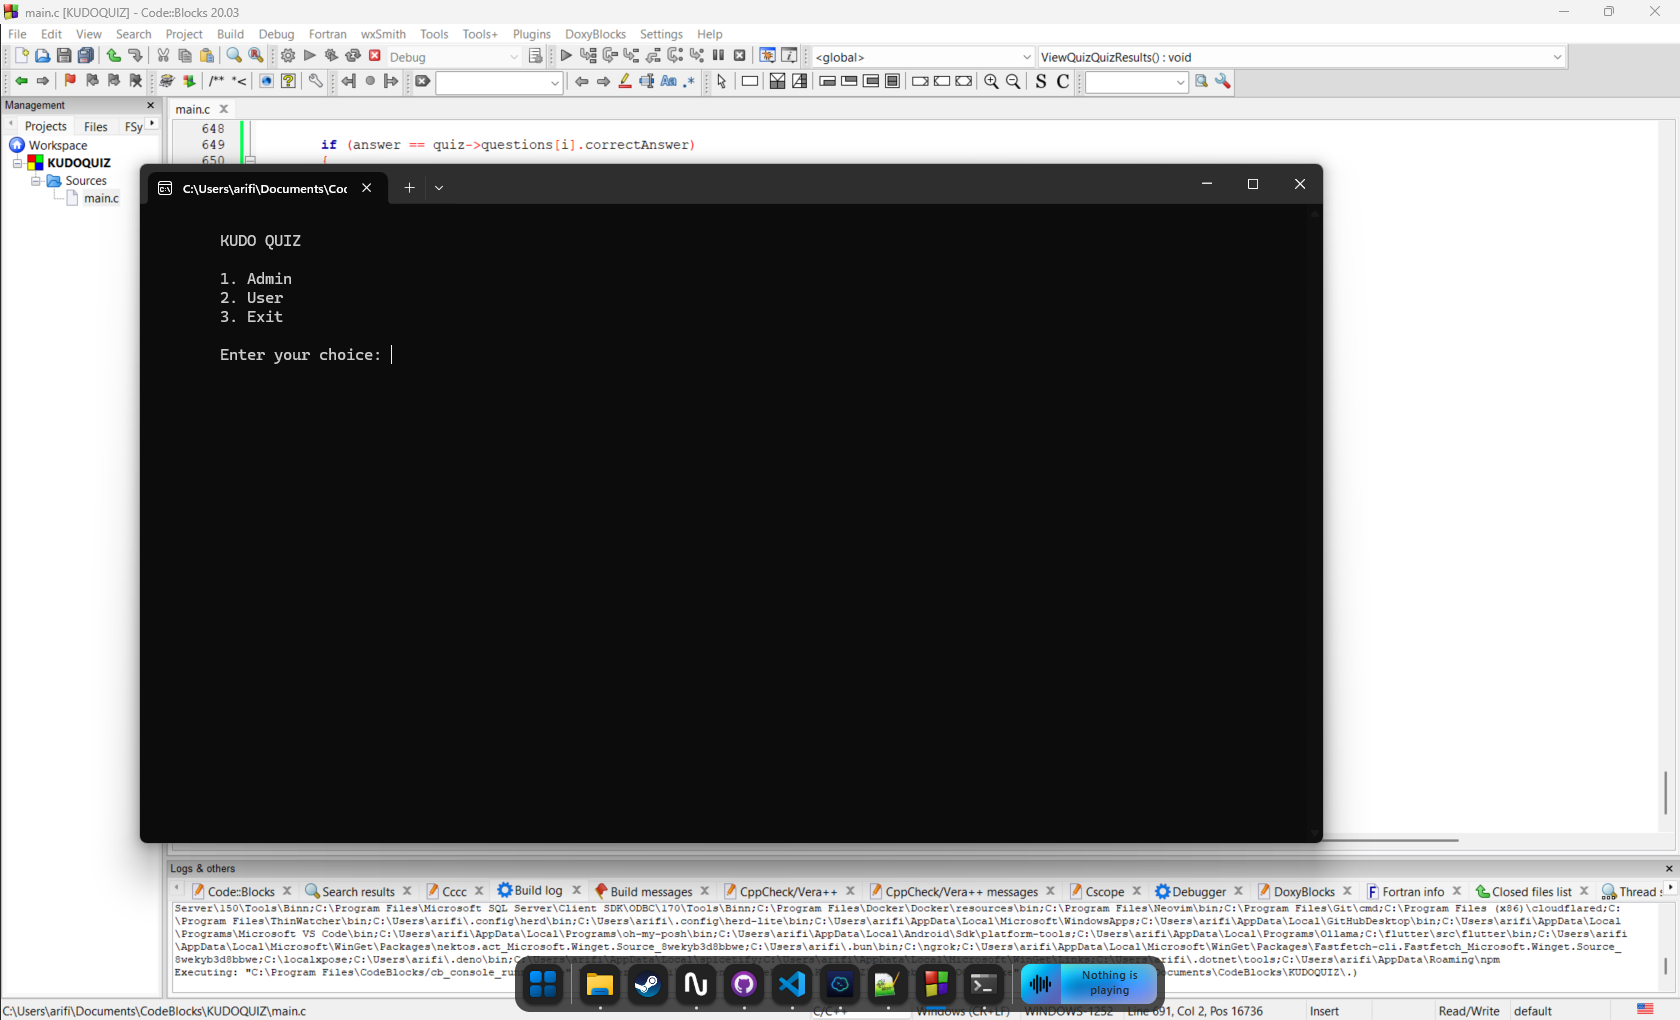 main.c [KUDOQUIZ] - Code::Blocks 20.03
File Edit View Search Project Build Debug Fortran wxSmith Tools Tools+ Plugins DoxyBlocks Settings Help
Debug
<global>
ViewQuizQuizResults() : void
/** *<
Aa .*
S C
Management
main.c
Projects Files FSy
Workspace
KUDOQUIZ
Sources
main.c
648
649 if (answer == quiz->questions[i].correctAnswer)
650 {
C:\Users\arifi\Documents\Coc
KUDO QUIZ
1. Admin
2. User
3. Exit
Enter your choice:
Logs & others
Code::Blocks Search results Cccc Build log Build messages CppCheck/Vera++ CppCheck/Vera++ messages Cscope Debugger DoxyBlocks Fortran info Closed files list Thread
Server\150\Tools\Binn;C:\Program Files\Microsoft SQL Server\Client SDK\ODBC\170\Tools\Binn;C:\Program Files\Docker\Docker\resources\bin;C:\Program Files\Neovim\bin;C:\Program Files\Git\cmd;C:\Program Files (x86)\cloudflared;C:
\Program Files\ThinWatcher\bin;C:\Users\arifi\.config\herd\bin;C:\Users\arifi\.config\herd-lite\bin;C:\Users\arifi\AppData\Local\Microsoft\WindowsApps;C:\Users\arifi\AppData\Local\GitHubDesktop\bin;C:\Users\arifi\AppData\Local
\Programs\Microsoft VS Code\bin;C:\Users\arifi\AppData\Local\Programs\oh-my-posh\bin;C:\Users\arifi\AppData\Local\Android\Sdk\platform-tools;C:\Users\arifi\AppData\Local\Programs\Ollama;C:\flutter\src\flutter\bin;C:\Users\arifi
\AppData\Local\Microsoft\WinGet\Packages\nektos.act_Microsoft.Winget.Source_8wekyb3d8bbwe;C:\Users\arifi\.bun\bin;C:\ngrok;C:\Users\arifi\AppData\Local\Microsoft\WinGet\Packages\Fastfetch-cli.Fastfetch_Microsoft.Winget.Source_
8wekyb3d8bbwe;C:\localxpose;C:\Users\arifi\.deno\bin;C:\Users\arifi\.dotnet\tools;C:\Users\arifi\AppData\Roaming\npm
Executing: "C:\Program Files\CodeBlocks/cb_console_ru ocuments\CodeBlocks\KUDOQUIZ\.)
Nothing is
playing
C:\Users\arifi\Documents\CodeBlocks\KUDOQUIZ\main.c C/C++ Windows (CR+LF) WINDOWS-1252 Line 691, Col 2, Pos 16736 Insert Read/Write default